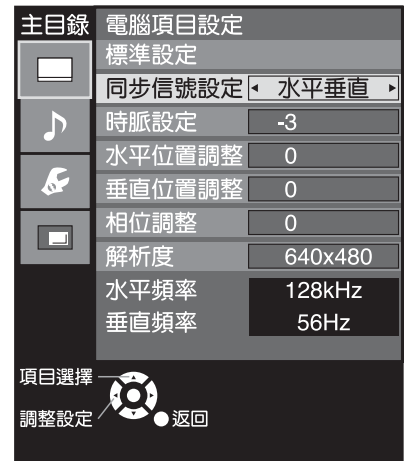 主目錄 電腦項目設定
標準設定
同步信號設定 水平垂直
時脈設定 -3
水平位置調整 0
垂直位置調整 0
相位調整 0
解析度 640x480
水平頻率 128kHz
垂直頻率 56Hz
項目選擇
調整設定 返回